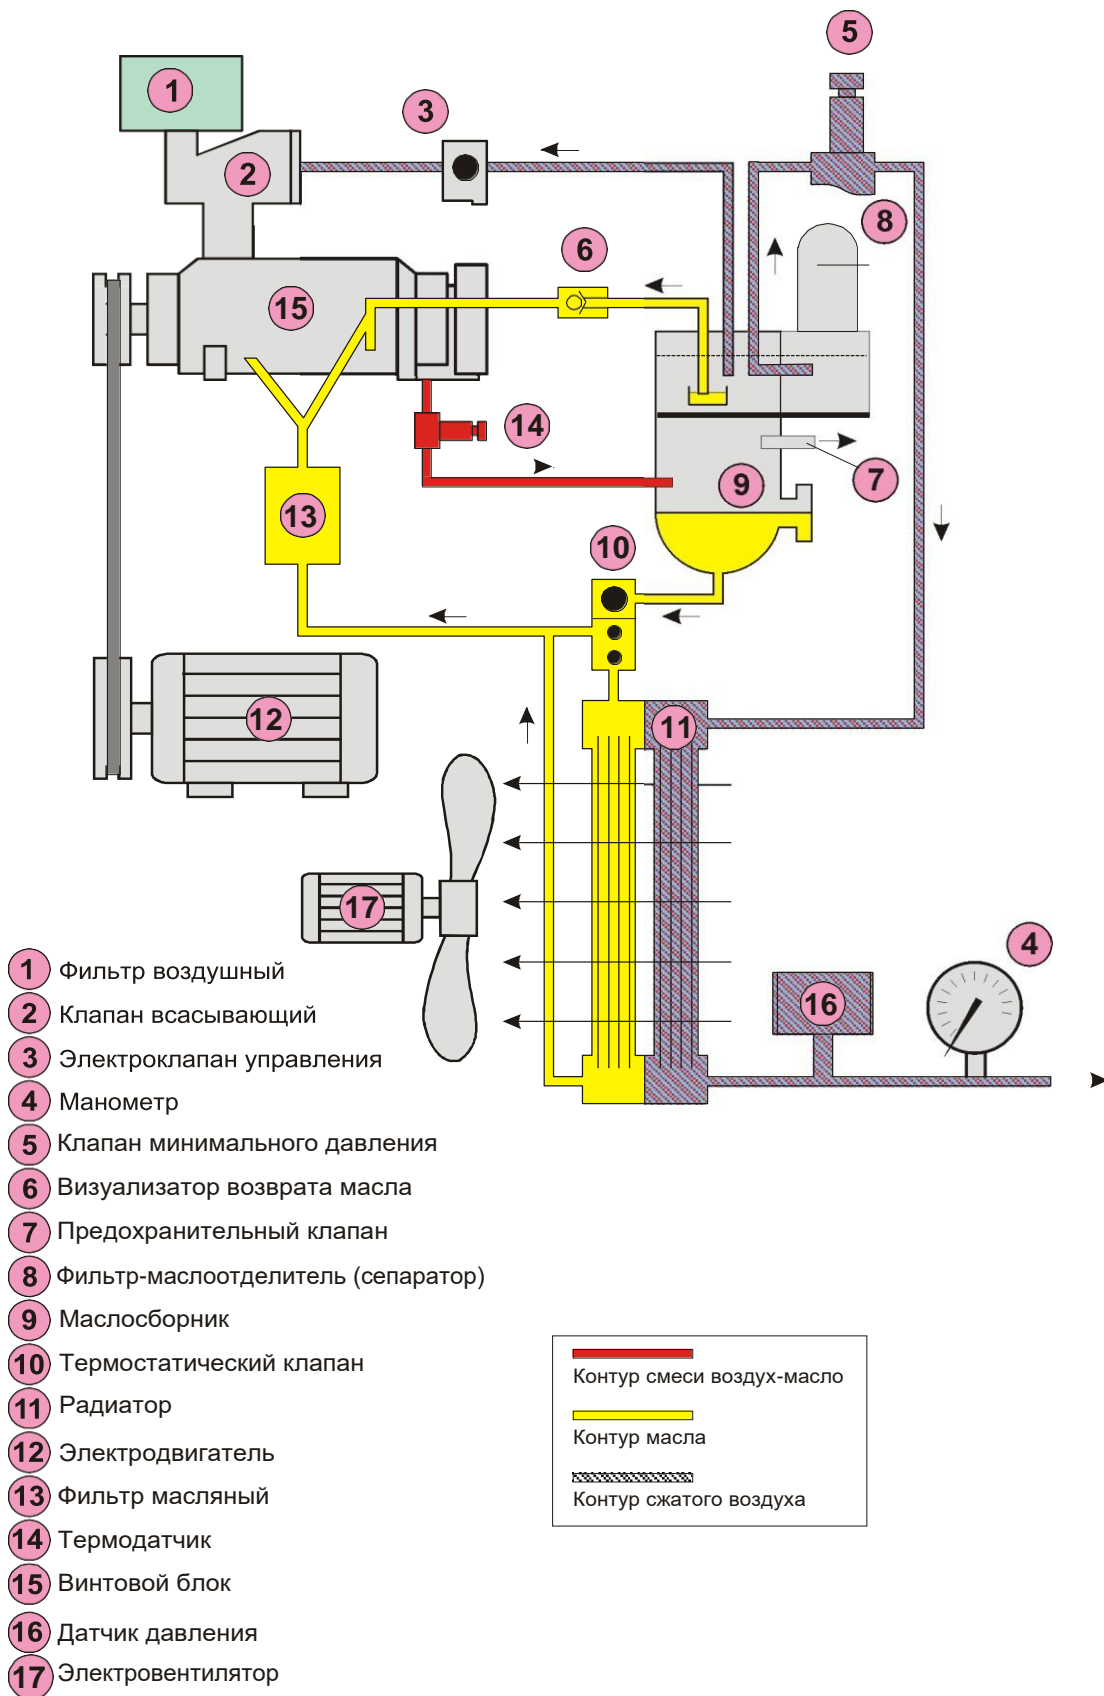 5
1
3
2
8
6
15
14
7
9
13
10
12
11
17
4
16
1 Фильтр воздушный
2 Клапан всасывающий
3 Электроклапан управления
4 Манометр
5 Клапан минимального давления
6 Визуализатор возврата масла
7 Предохранительный клапан
8 Фильтр-маслоотделитель (сепаратор)
9 Маслосборник
10 Термостатический клапан
11 Радиатор
12 Электродвигатель
13 Фильтр масляный
14 Термодатчик
15 Винтовой блок
16 Датчик давления
17 Электровентилятор
Контур смеси воздух-масло
Контур масла
Контур сжатого воздуха